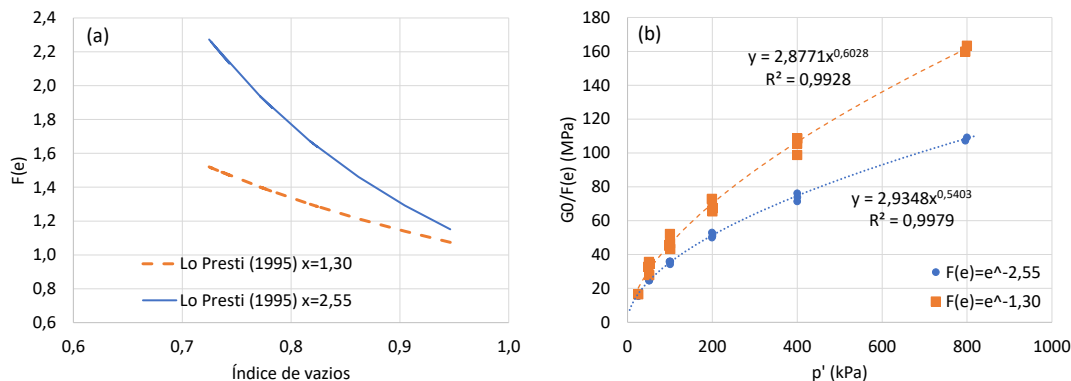 (a)
F(e)
2,4
2,2
2,0
1,8
1,6
1,4
1,2
1,0
0,8
0,6
Lo Presti (1995) x=1,30
Lo Presti (1995) x=2,55
0,6 0,7 0,8 0,9 1,0
Índice de vazios
(b)
G0/F(e) (MPa)
180
160
140
120
100
80
60
40
20
0
y = 2,8771x^0,6028
R² = 0,9928
y = 2,9348x^0,5403
R² = 0,9979
F(e)=e^-2,55
F(e)=e^-1,30
0 200 400 600 800 1000
p' (kPa)